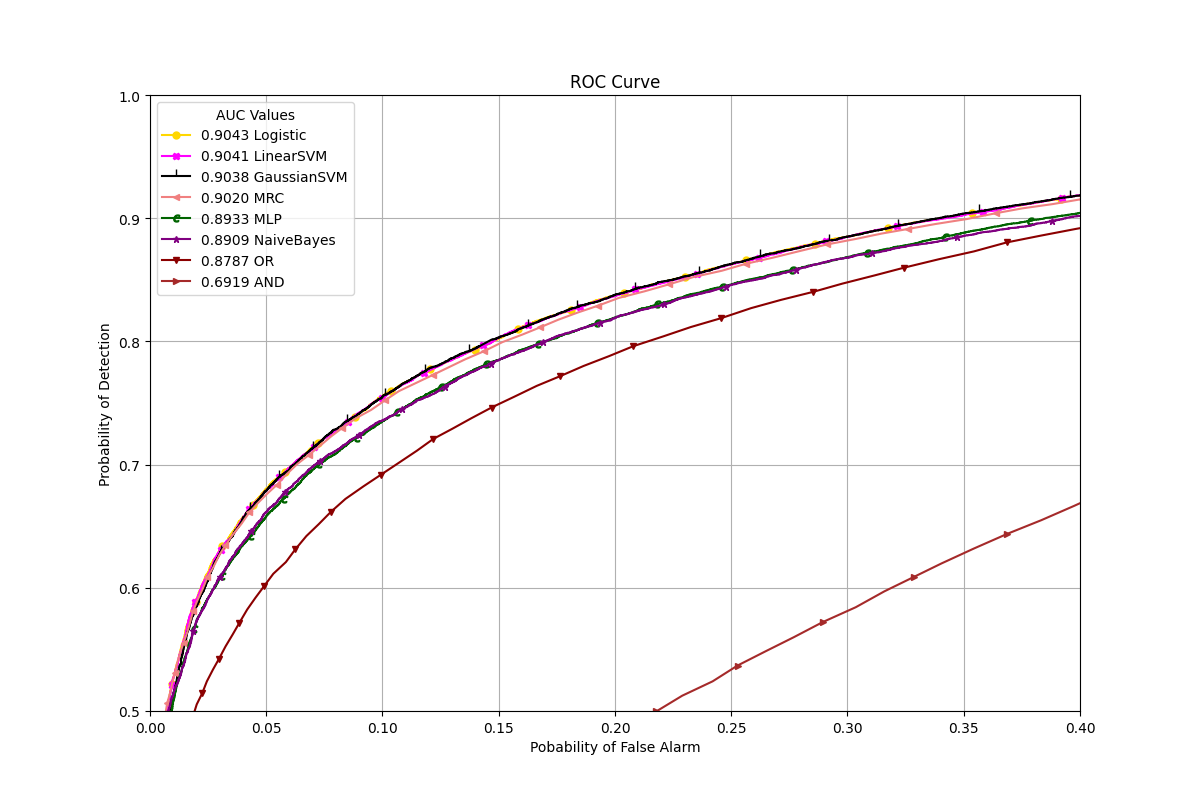 ROC Curve
AUC Values
0.9043 Logistic
0.9041 LinearSVM
0.9038 GaussianSVM
0.9020 MRC
0.8933 MLP
0.8909 NaiveBayes
0.8787 OR
0.6919 AND
Probability of Detection
1.0
0.9
0.8
0.7
0.6
0.5
0.00 0.05 0.10 0.15 0.20 0.25 0.30 0.35 0.40
Pobability of False Alarm